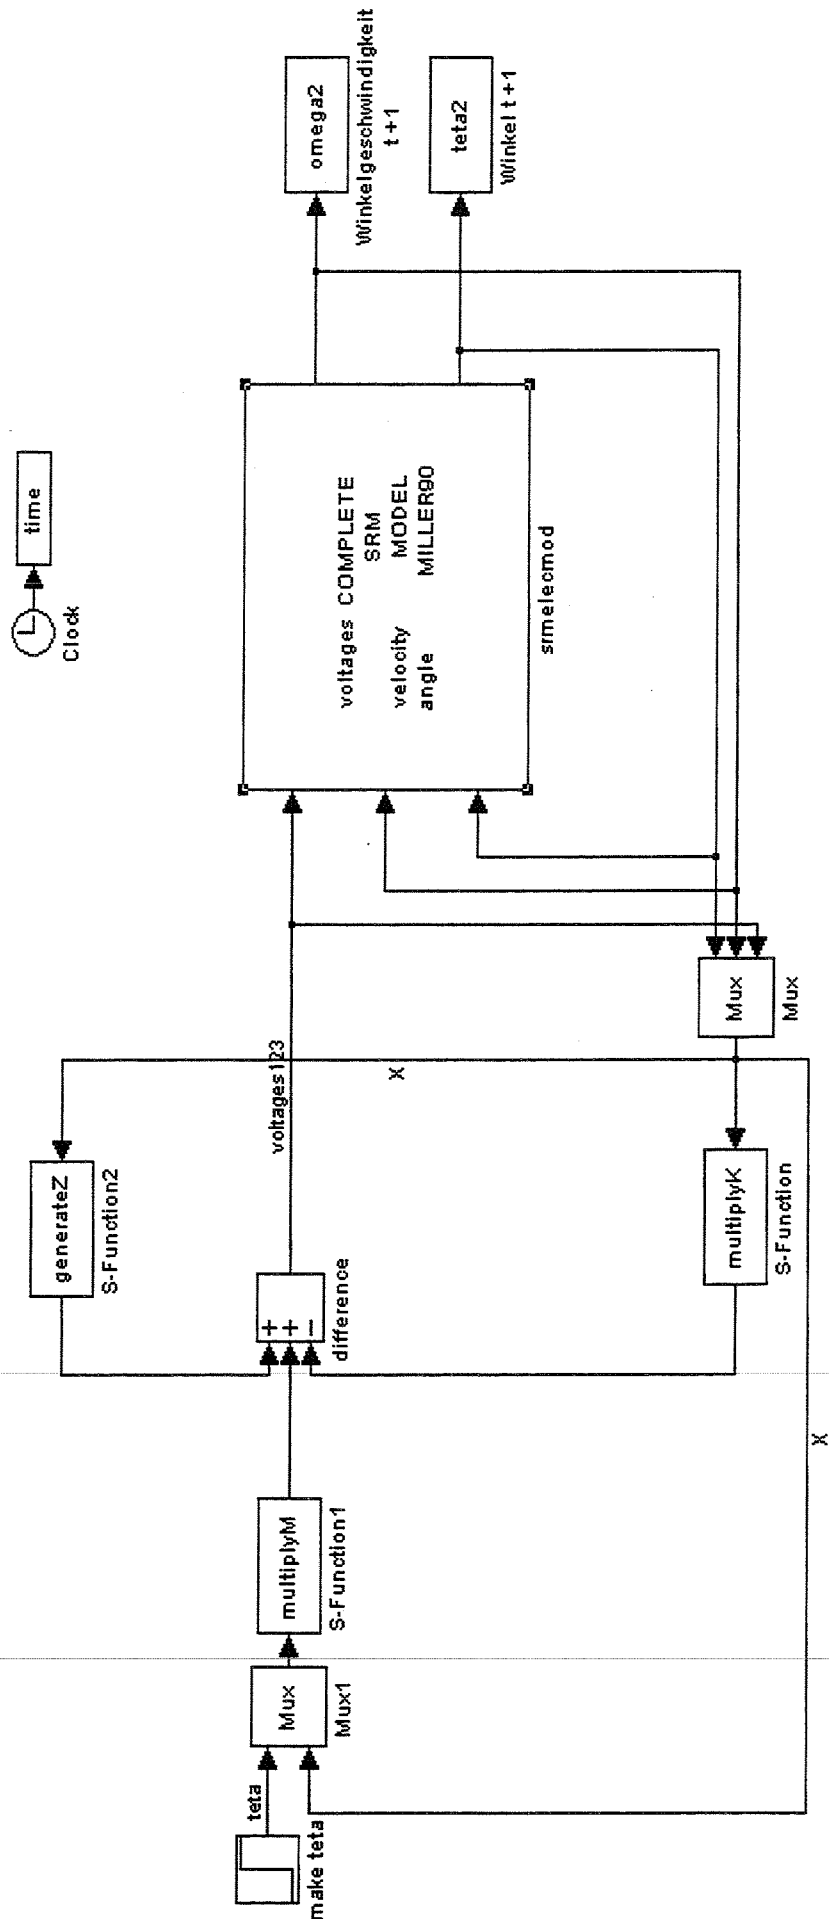 Clock
time
omega2
Winkelgeschwindigkeit
t+1
teta2
Winkel t+1
voltages COMPLETE
SRM
velocity MODEL
angle MILLER90
srmelecmod
generateZ
S-Function2
voltages123
X
+
+
−
difference
multiplyM
S-Function1
Mux
Mux1
teta
make teta
Mux
Mux
multiplyK
S-Function
X